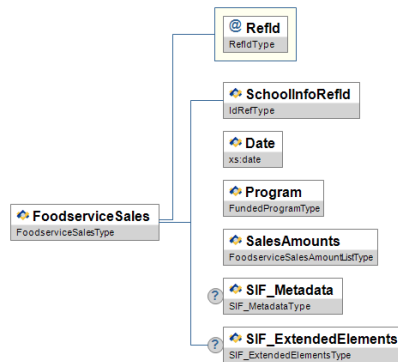 @ RefId
RefIdType
SchoolInfoRefId
IdRefType
Date
xs:date
Program
FundedProgramType
FoodserviceSales
FoodserviceSalesType
SalesAmounts
FoodserviceSalesAmountListType
? SIF_Metadata
SIF_MetadataType
? SIF_ExtendedElements
SIF_ExtendedElementsType